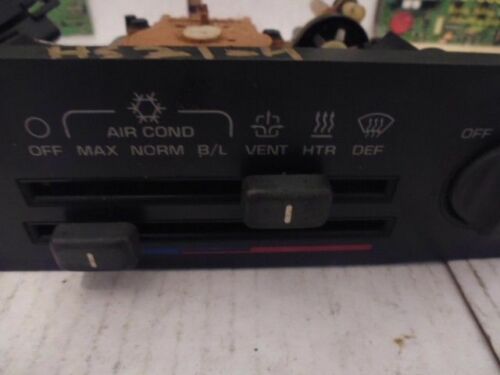 AIR COND
OFF MAX NORM B/L VENT HTR DEF
OFF